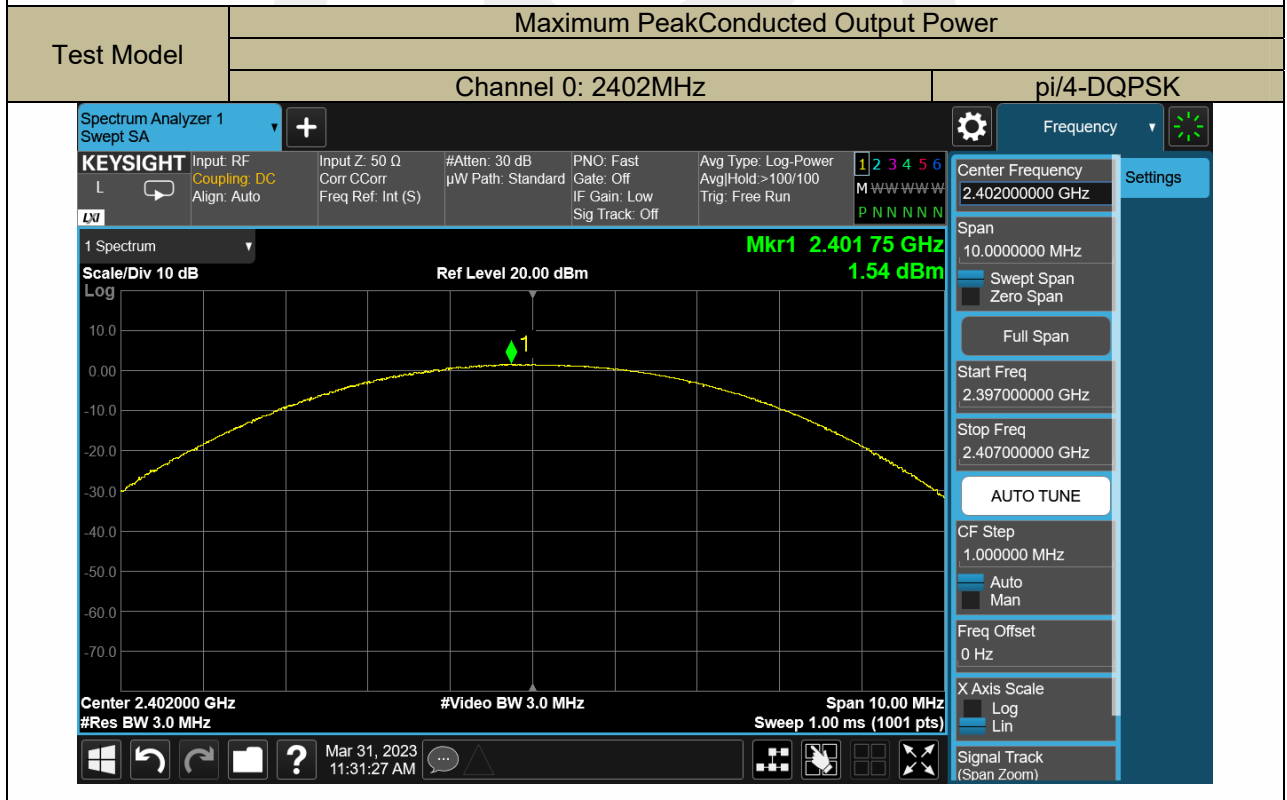 Maximum PeakConducted Output Power
Test Model
Channel 0: 2402MHz pi/4-DQPSK
Spectrum Analyzer 1
Swept SA
Frequency
KEYSIGHT
L
LXI
Input: RF
Coupling: DC
Align: Auto
Input Z: 50 Ω
Corr CCorr
Freq Ref: Int (S)
#Atten: 30 dB
µW Path: Standard
PNO: Fast
Gate: Off
IF Gain: Low
Sig Track: Off
Avg Type: Log-Power
Avg|Hold:>100/100
Trig: Free Run
1 2 3 4 5 6
M W W W W W
P N N N N N
1 Spectrum
Mkr1 2.401 75 GHz
Scale/Div 10 dB
Ref Level 20.00 dBm
1.54 dBm
Log
10.0
1
0.00
-10.0
-20.0
-30.0
-40.0
-50.0
-60.0
-70.0
Center 2.402000 GHz
#Video BW 3.0 MHz
Span 10.00 MHz
#Res BW 3.0 MHz
Sweep 1.00 ms (1001 pts)
?
Mar 31, 2023
11:31:27 AM
Center Frequency
2.402000000 GHz
Settings
Span
10.0000000 MHz
Swept Span
Zero Span
Full Span
Start Freq
2.397000000 GHz
Stop Freq
2.407000000 GHz
AUTO TUNE
CF Step
1.000000 MHz
Auto
Man
Freq Offset
0 Hz
X Axis Scale
Log
Lin
Signal Track
(Span Zoom)